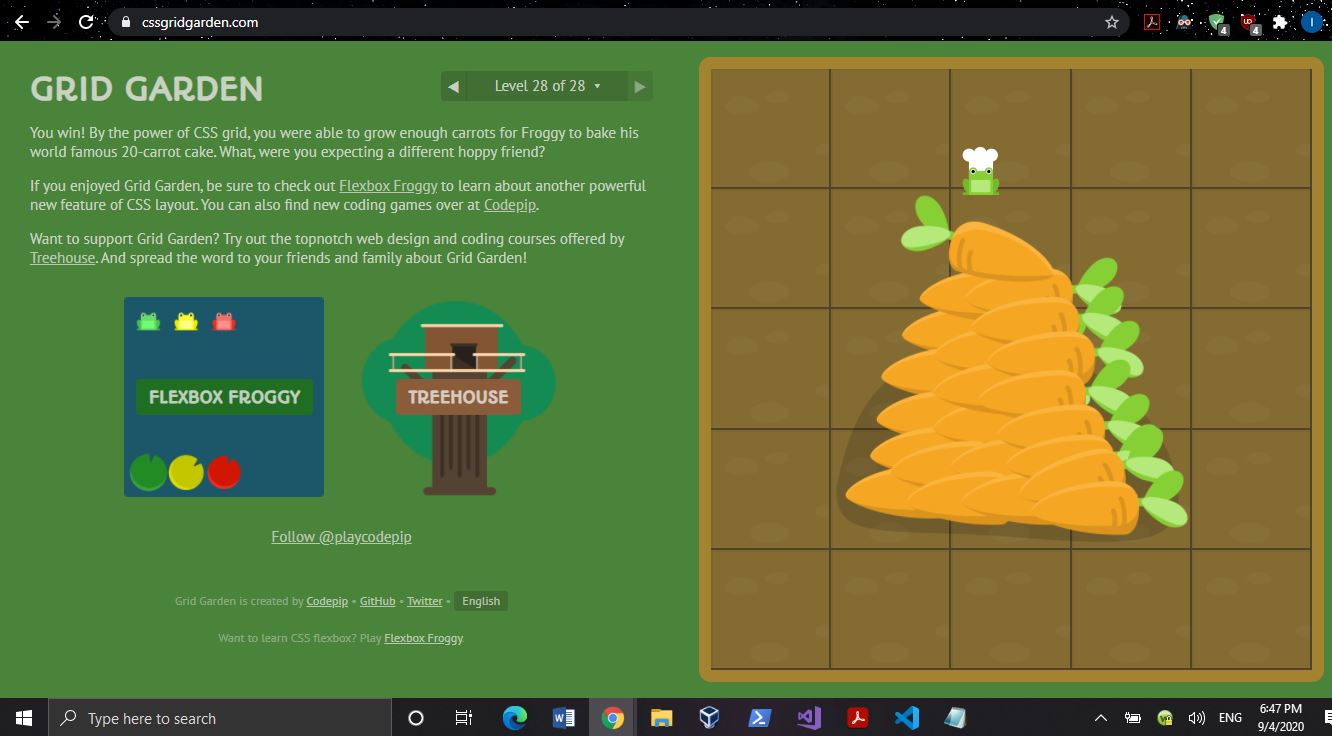 cssgridgarden.com
4
UD
4
I
GRID GARDEN
◀ Level 28 of 28 ▾ ▶
You win! By the power of CSS grid, you were able to grow enough carrots for Froggy to bake his
world famous 20-carrot cake. What, were you expecting a different hoppy friend?
If you enjoyed Grid Garden, be sure to check out Flexbox Froggy to learn about another powerful
new feature of CSS layout. You can also find new coding games over at Codepip.
Want to support Grid Garden? Try out the topnotch web design and coding courses offered by
Treehouse. And spread the word to your friends and family about Grid Garden!
FLEXBOX FROGGY
TREEHOUSE
Follow @playcodepip
Grid Garden is created by Codepip • GitHub • Twitter • English
Want to learn CSS flexbox? Play Flexbox Froggy.
Type here to search
W
ENG
6:47 PM
9/4/2020